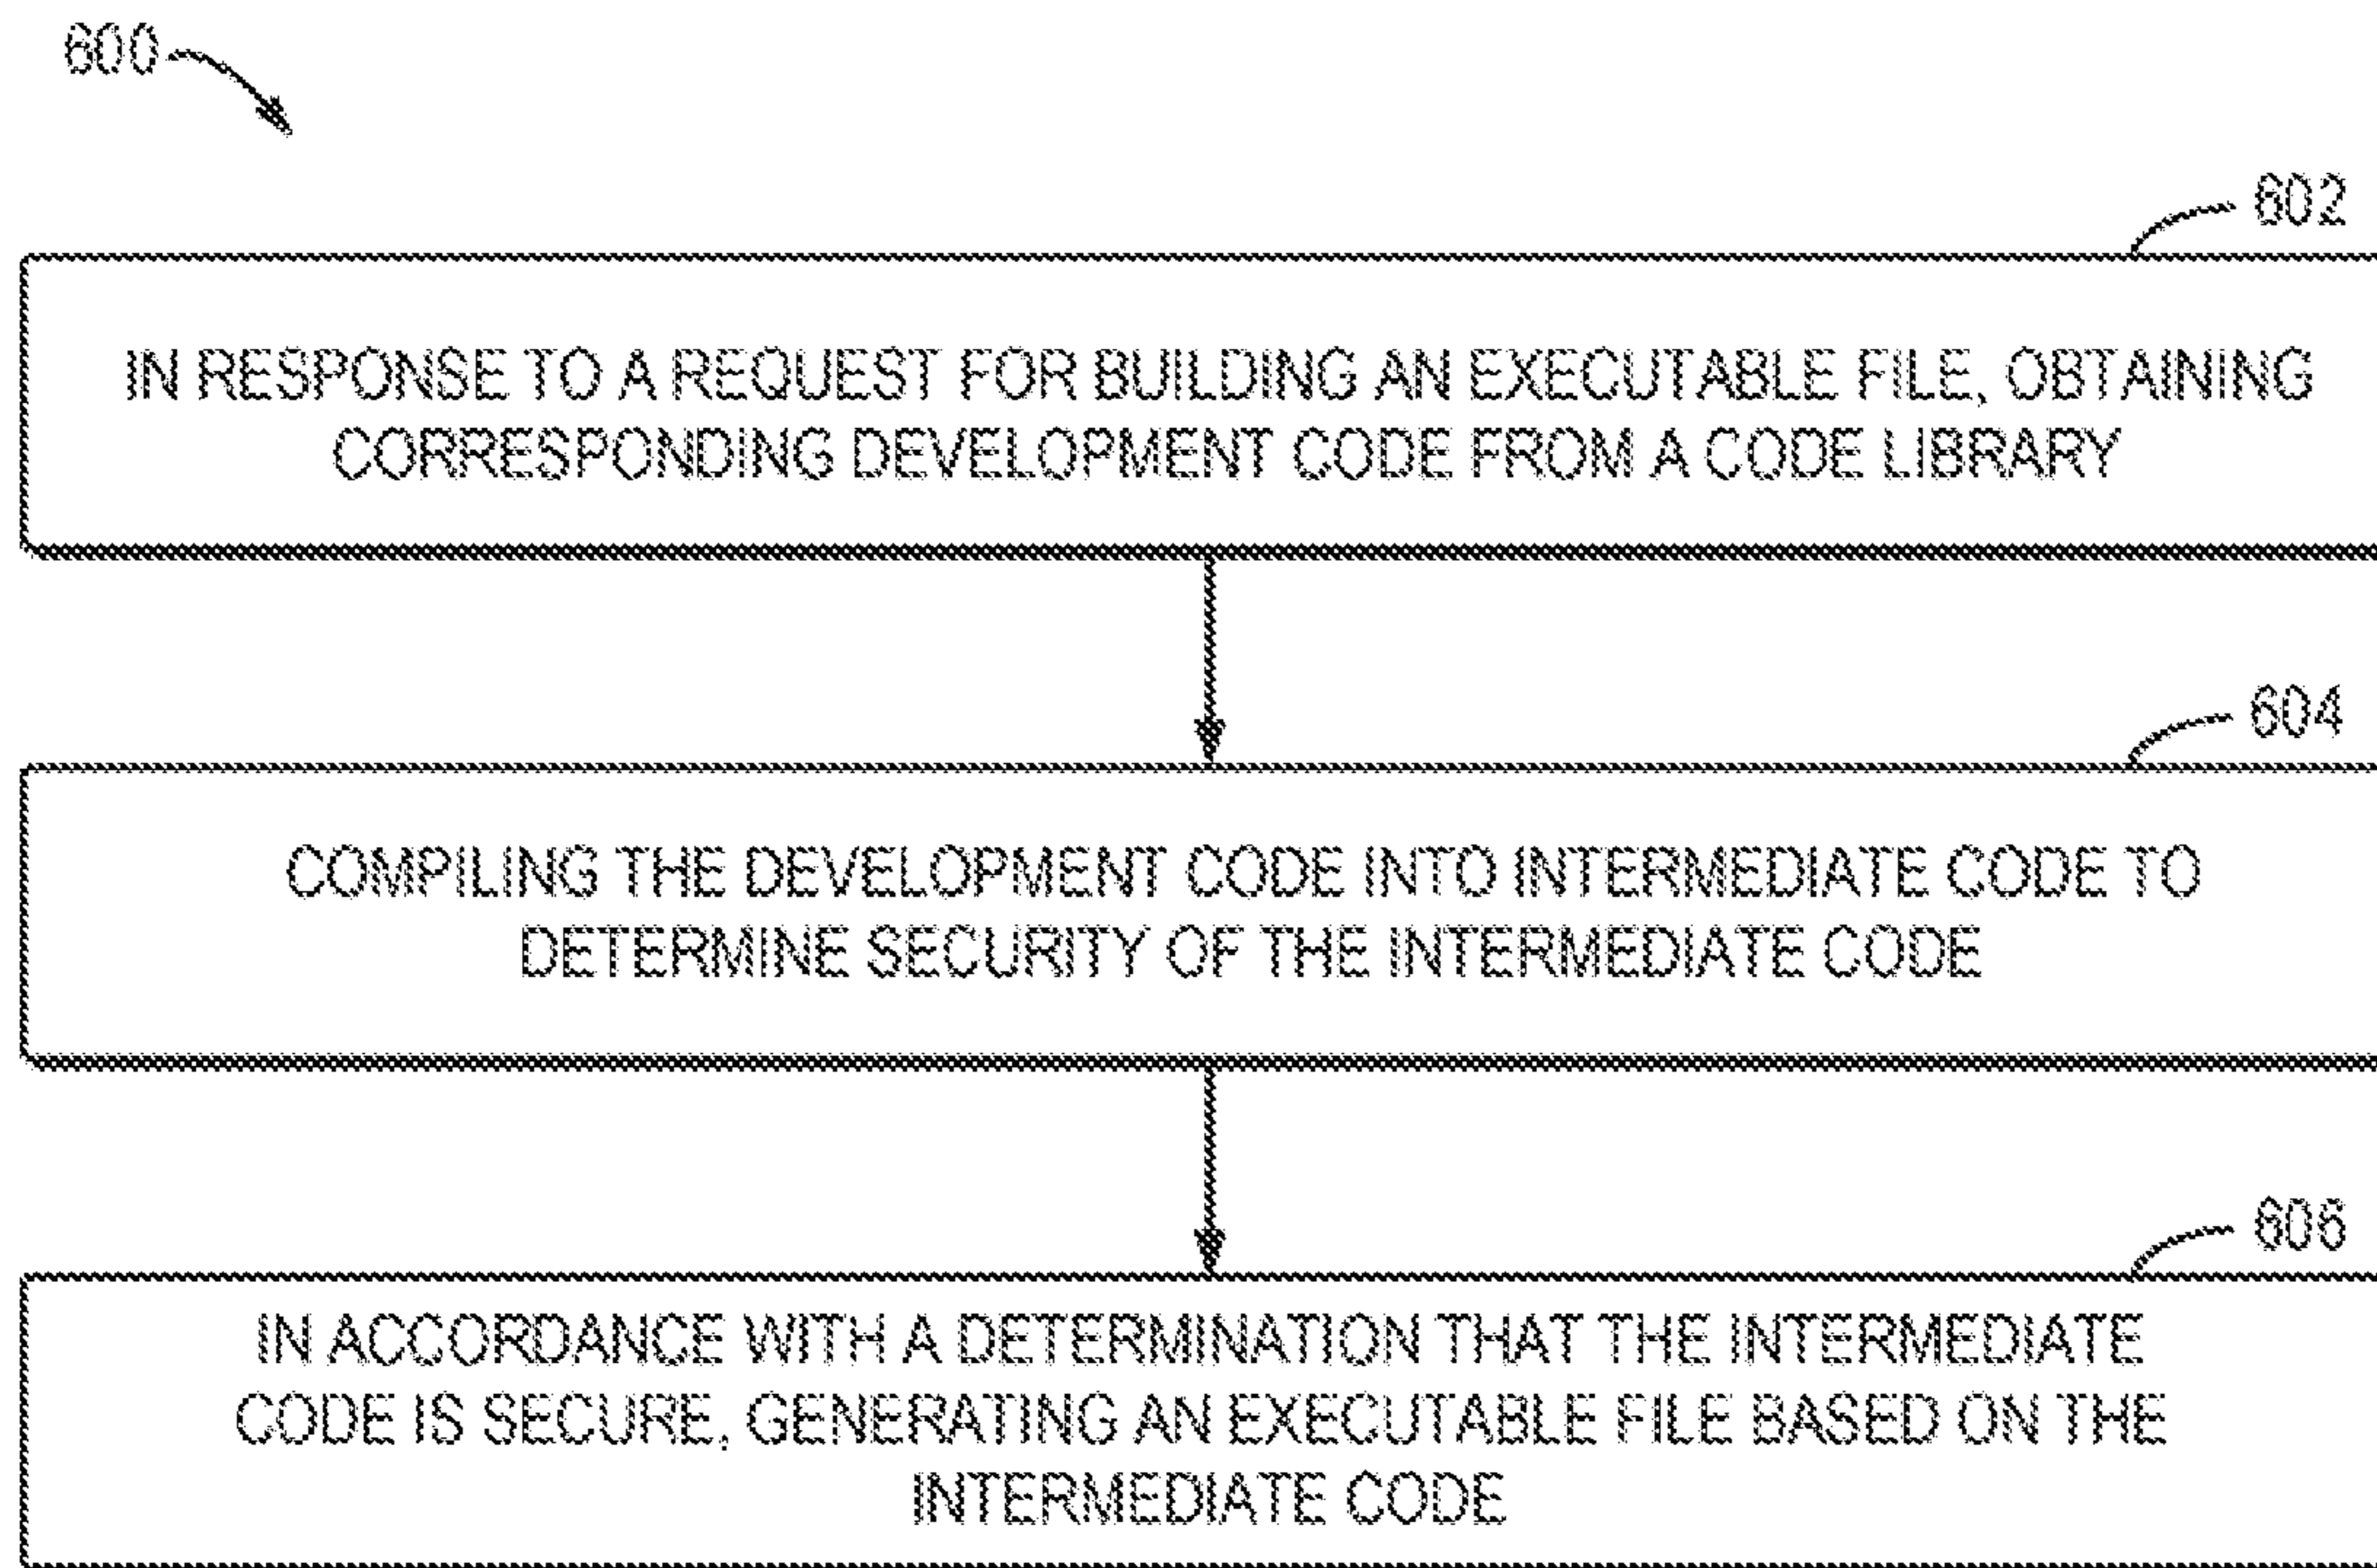 600
602
IN RESPONSE TO A REQUEST FOR BUILDING AN EXECUTABLE FILE, OBTAINING
CORRESPONDING DEVELOPMENT CODE FROM A CODE LIBRARY
604
COMPILING THE DEVELOPMENT CODE INTO INTERMEDIATE CODE TO
DETERMINE SECURITY OF THE INTERMEDIATE CODE
606
IN ACCORDANCE WITH A DETERMINATION THAT THE INTERMEDIATE
CODE IS SECURE, GENERATING AN EXECUTABLE FILE BASED ON THE
INTERMEDIATE CODE